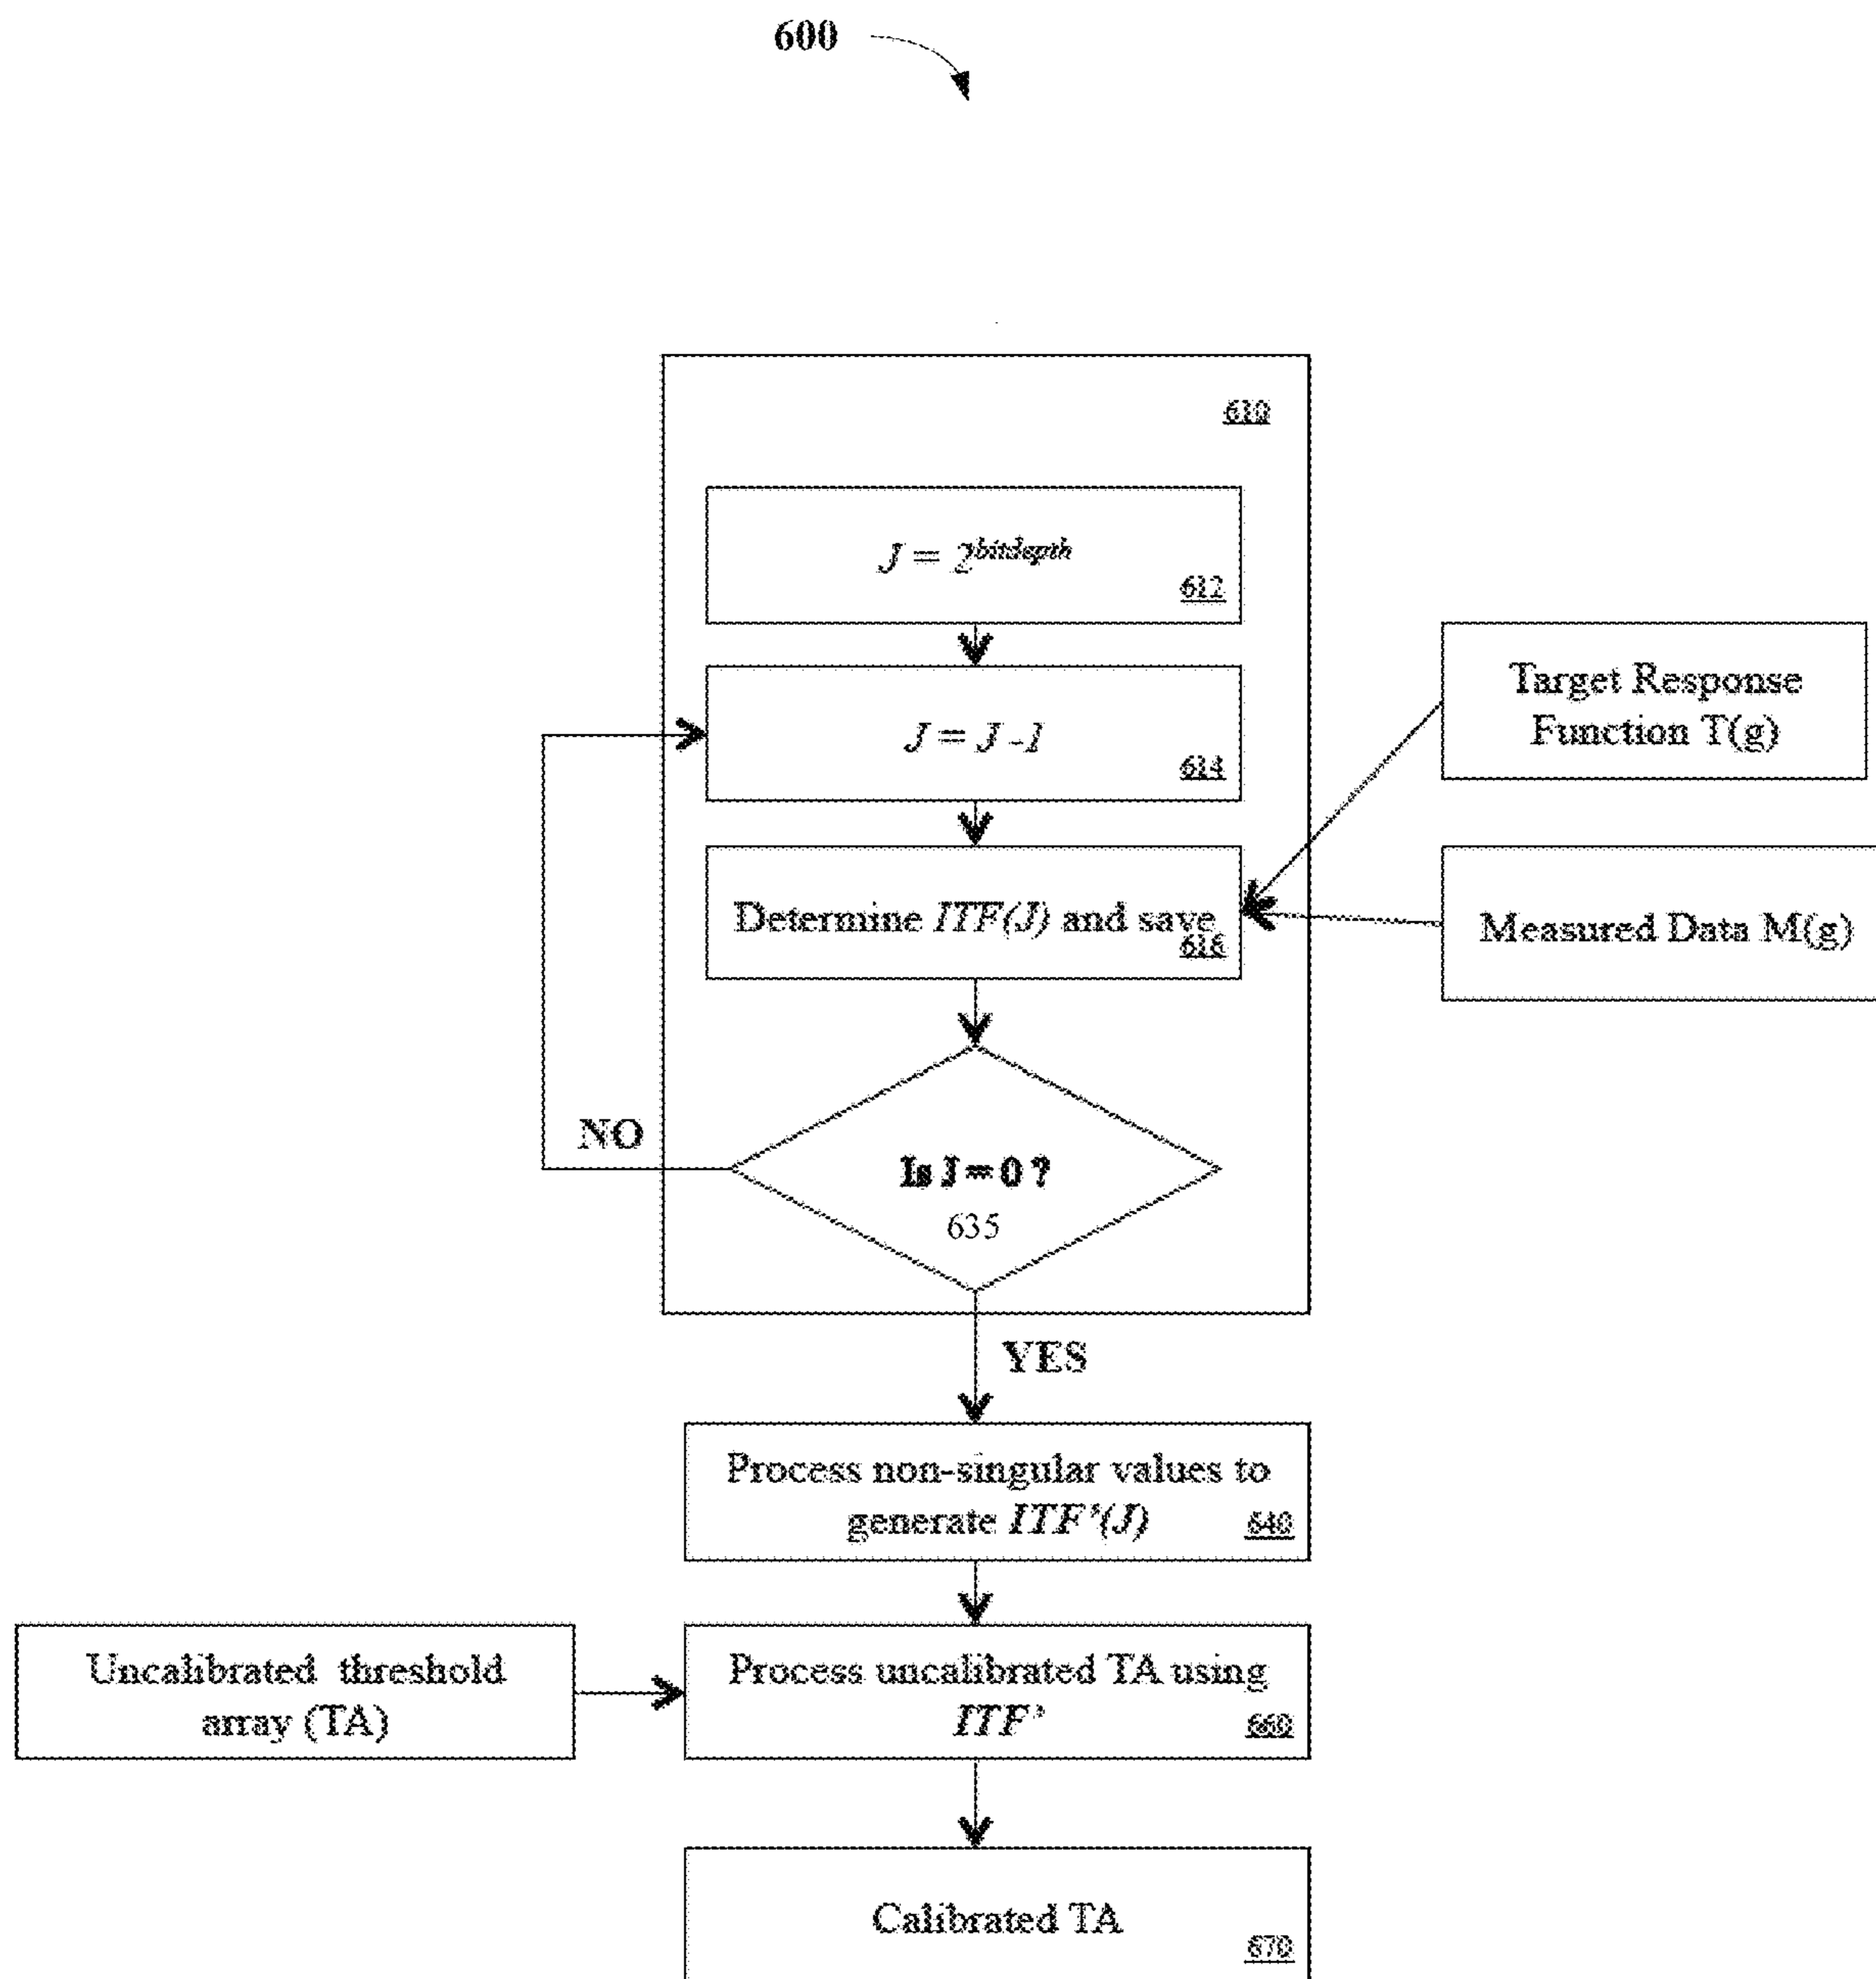 600
610
J = 2^bitdepth
612
J = J -1
614
Target Response
Function T(g)
Determine ITF(J) and save
616
Measured Data M(g)
NO
Is J = 0 ?
635
YES
Process non-singular values to
generate ITF’(J)
640
Uncalibrated threshold
array (TA)
Process uncalibrated TA using
ITF’
660
Calibrated TA
670